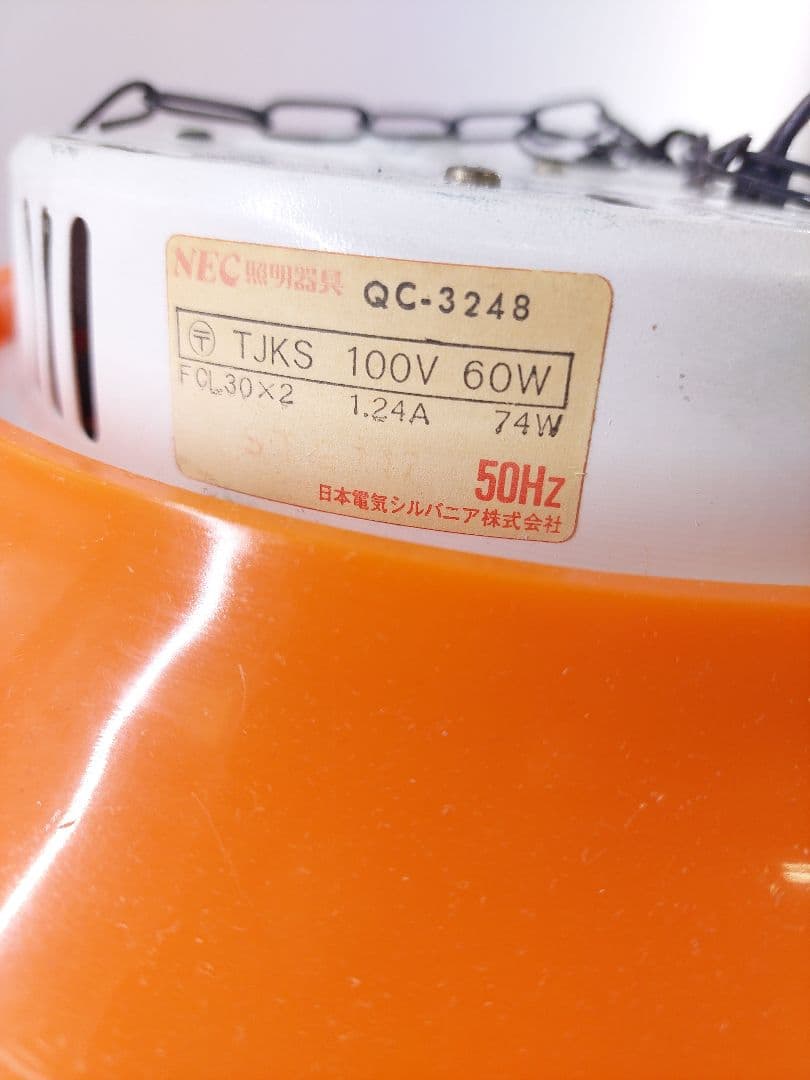 NEC 照明器具 QC-3248
〒 TJKS 100V 60W
FCL30×2 1.24A 74W
50Hz
日本電気シルバニア株式会社